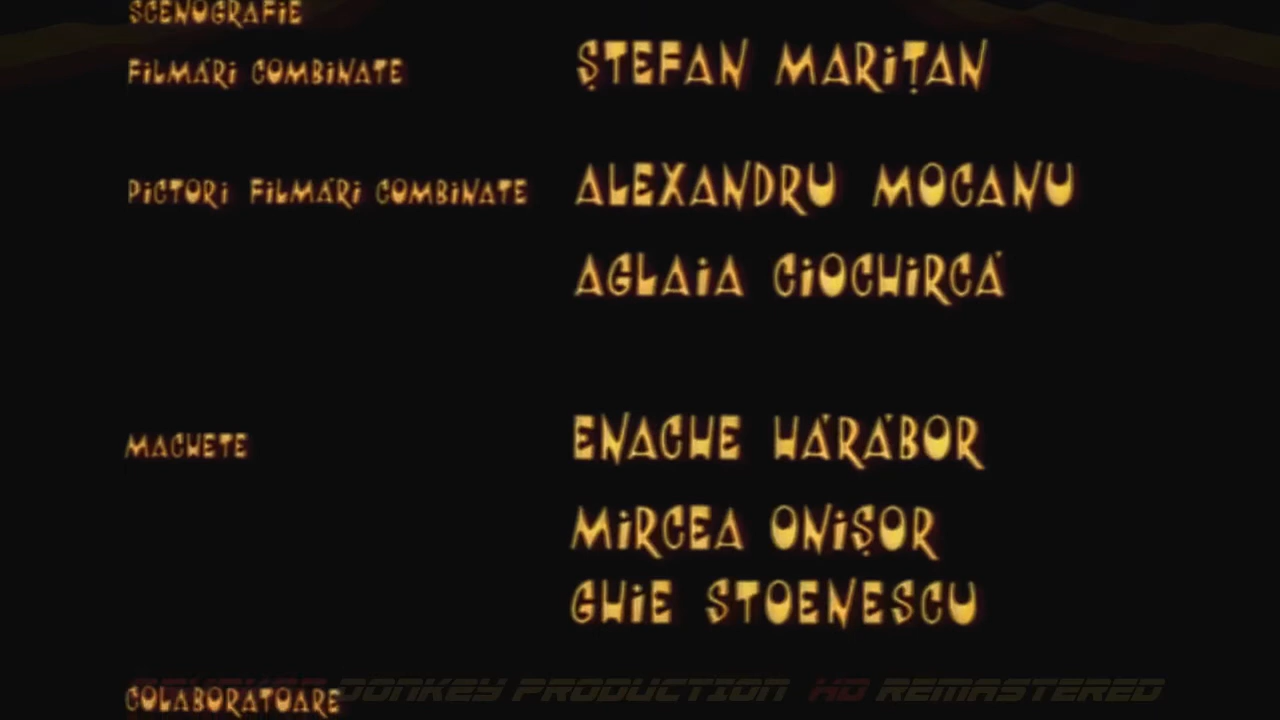 SCENOGRAFIE
FILMĂRI COMBINATE ȘTEFAN MARIȚAN
PICTORI FILMĂRI COMBINATE ALEXANDRU MOCANU
AGLAIA CIOCHIRCĂ
MACHETE ENACHE HĂRĂBOR
MIRCEA ONIȘOR
GHIE STOENESCU
COLABORATOARE
DONKEY PRODUCTION HD REMASTERED